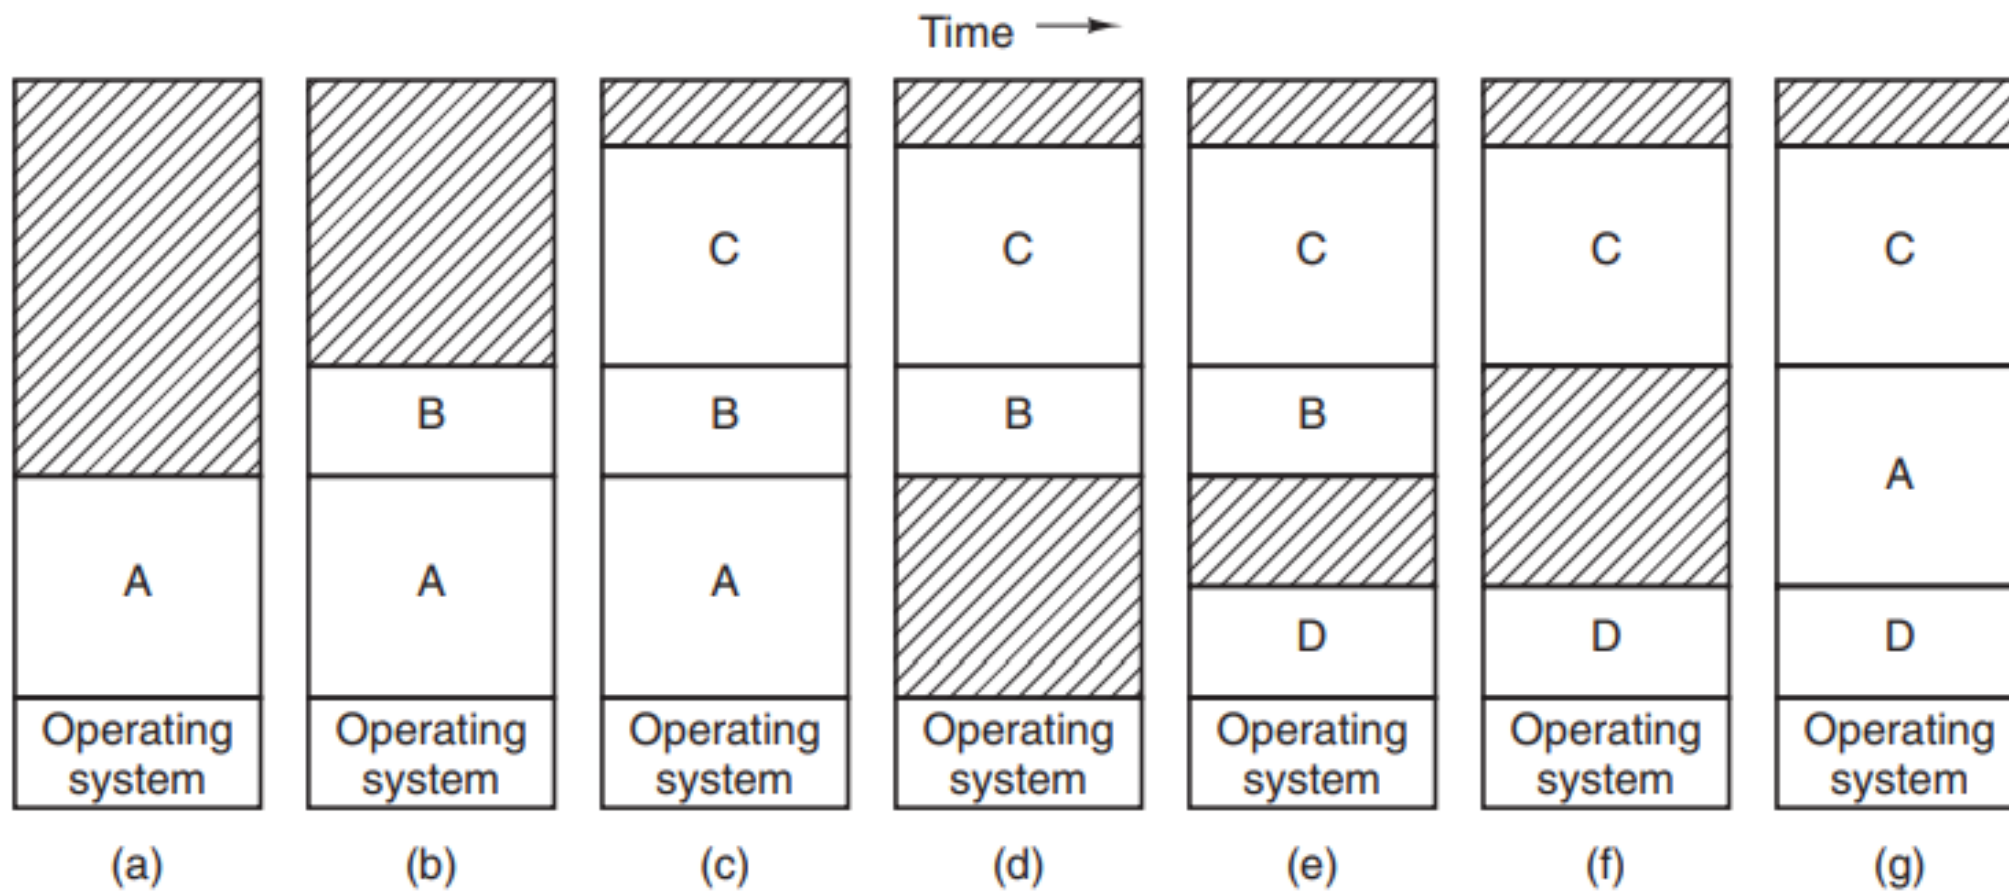 Time
C C C C C
B B B B
A A A A
D D D
Operating system Operating system Operating system Operating system Operating system Operating system Operating system
(a) (b) (c) (d) (e) (f) (g)